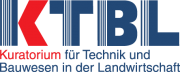 KTBL
Kuratorium für Technik und
Bauwesen in der Landwirtschaft